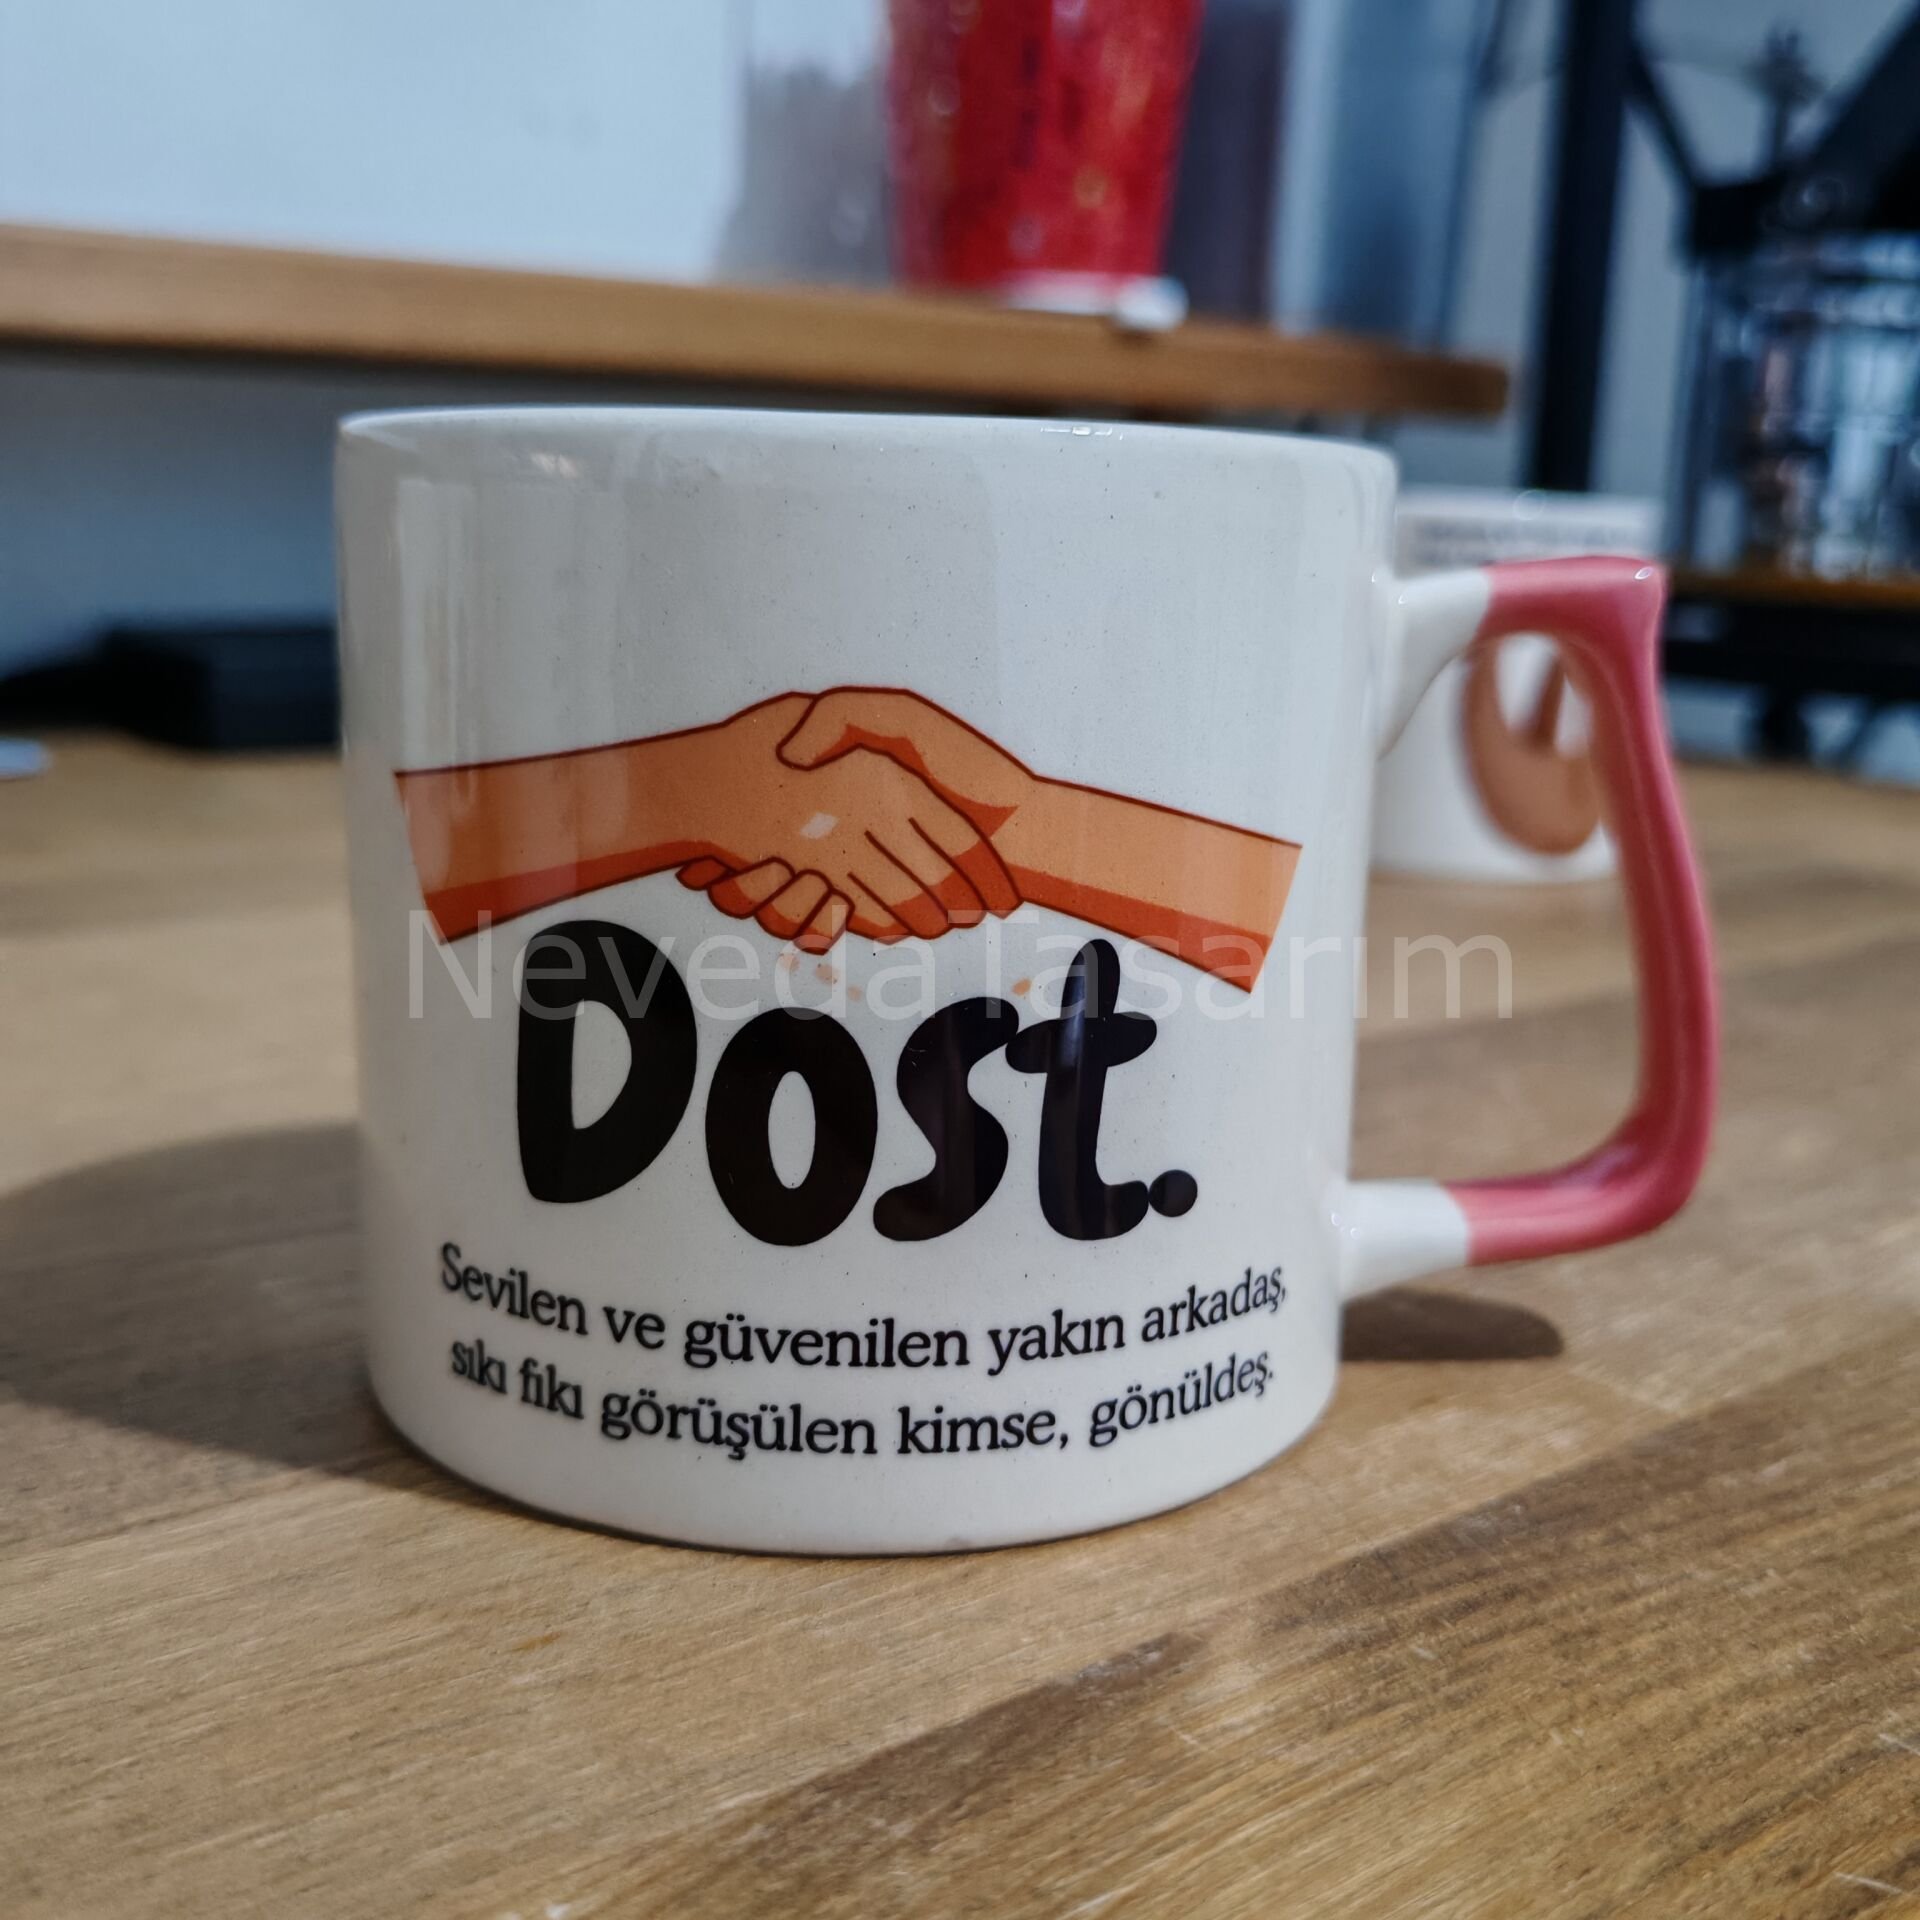 NevedaTasarım
Dost.
Sevilen ve güvenilen yakın arkadaş,
sıkı fıkı görüşülen kimse, gönüldeş.